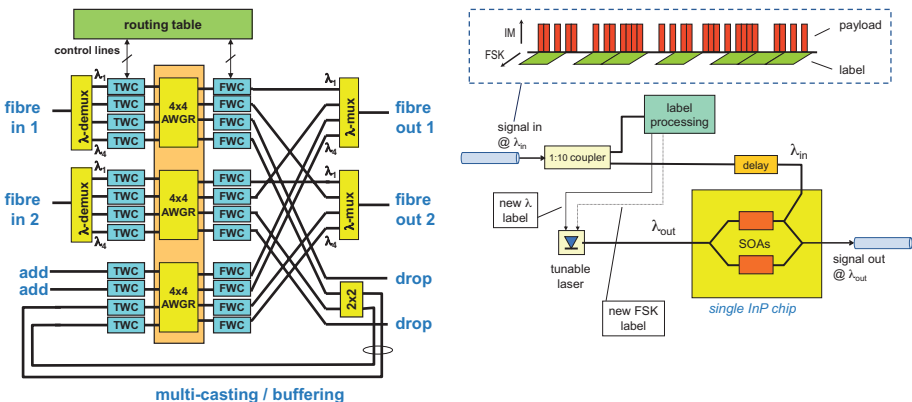 routing table
control lines
λ1
TWC
FWC
λ1
fibre
in 1
λ-demux
TWC
TWC
TWC
λ4
4x4
AWGR
FWC
FWC
FWC
λ4
λ-mux
fibre
out 1
λ1
TWC
FWC
λ1
fibre
in 2
λ-demux
TWC
TWC
TWC
λ4
4x4
AWGR
FWC
FWC
FWC
λ4
λ-mux
fibre
out 2
add
add
TWC
TWC
TWC
TWC
4x4
AWGR
FWC
FWC
FWC
FWC
drop
2x2
drop
multi-casting / buffering
IM
FSK
payload
label
signal in
@ λin
1:10 coupler
label
processing
delay
λin
new λ
label
λout
tunable
laser
new FSK
label
SOAs
signal out
@ λout
single InP chip